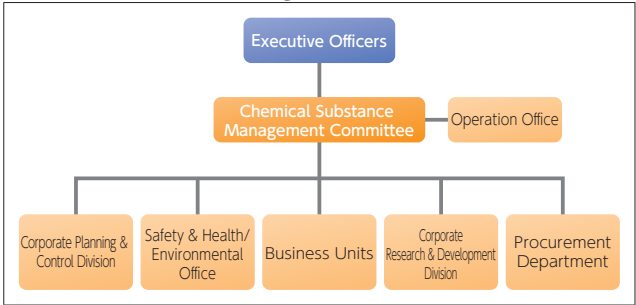 Executive Officers
Chemical Substance
Management Committee
Operation Office
Corporate Planning &
Control Division
Safety & Health/
Environmental
Office
Business Units
Corporate
Research & Development
Division
Procurement
Department